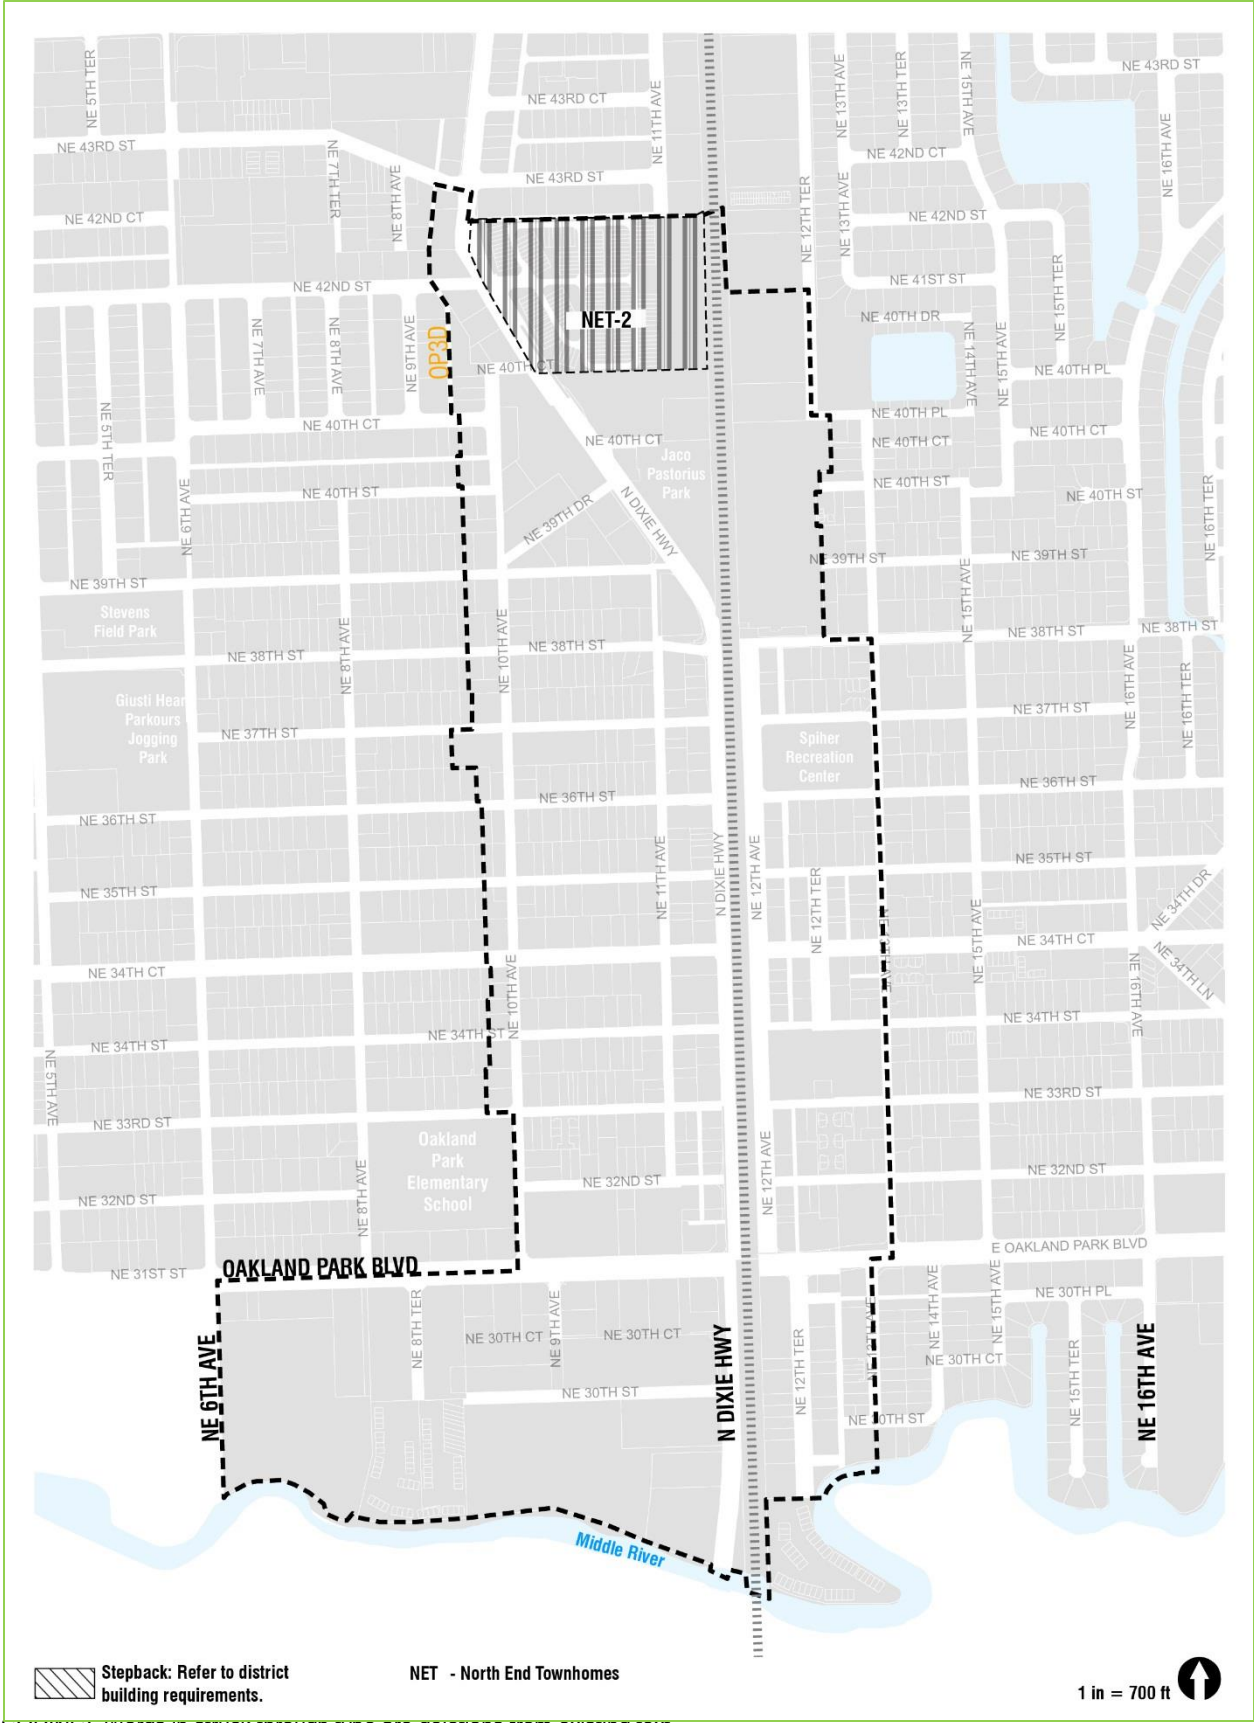 NE 5TH TER
NE 43RD ST
NE 43RD CT
NE 11TH AVE
NE 13TH AVE
NE 13TH TER
NE 15TH AVE
NE 43RD ST
NE 7TH TER
NE 8TH AVE
NE 43RD ST
NE 12TH TER
NE 13TH AVE
NE 42ND CT
NE 16TH AVE
NE 42ND CT
NE 42ND ST
NE 42ND ST
NE 41ST ST
NE 15TH TER
NE 7TH AVE
NE 8TH AVE
NE 9TH AVE
OP3D
NET-2
NE 40TH DR
NE 14TH AVE
NE 15TH AVE
NE 40TH CT
NE 40TH PL
NE 5TH TER
NE 40TH CT
NE 40TH CT
NE 40TH PL
NE 40TH CT
NE 40TH CT
Jaco
Pastorius
Park
NE 6TH AVE
NE 40TH ST
NE 39TH DR
N DIXIE HWY
NE 40TH ST
NE 40TH ST
NE 16TH TER
NE 39TH ST
NE 39TH ST
NE 39TH ST
Stevens
Field Park
NE 8TH AVE
NE 10TH AVE
NE 15TH AVE
NE 38TH ST
NE 38TH ST
NE 38TH ST
NE 38TH ST
Giusti Hear
Parkours
Jogging
Park
NE 37TH ST
NE 37TH ST
NE 16TH AVE
NE 16TH TER
Spiher
Recreation
Center
NE 36TH ST
NE 36TH ST
NE 36TH ST
NE 11TH AVE
N DIXIE HWY
NE 12TH AVE
NE 12TH TER
NE 35TH ST
NE 35TH ST
NE 15TH AVE
NE 34TH DR
NE 34TH CT
NE 34TH CT
NE 34TH LN
NE 10TH AVE
NE 16TH AVE
NE 34TH ST
NE 34TH ST
NE 34TH ST
NE 5TH AVE
NE 33RD ST
NE 33RD ST
Oakland
Park
Elementary
School
NE 8TH AVE
NE 12TH AVE
NE 32ND ST
NE 32ND ST
NE 32ND ST
E OAKLAND PARK BLVD
OAKLAND PARK BLVD
NE 31ST ST
NE 6TH AVE
NE 8TH TER
NE 30TH CT
NE 9TH AVE
NE 30TH CT
N DIXIE HWY
NE 12TH TER
NE 14TH AVE
NE 15TH AVE
NE 30TH PL
NE 30TH CT
NE 15TH TER
NE 16TH AVE
NE 30TH ST
NE 30TH ST
Middle River
Stepback: Refer to district
building requirements.
NET - North End Townhomes
1 in = 700 ft